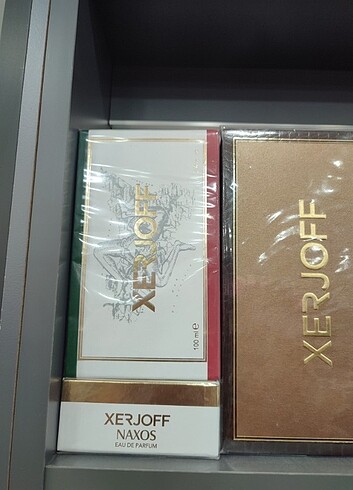 XERJOFF
100 ml e
XERJOFF
NAXOS
EAU DE PARFUM
XERJOFF